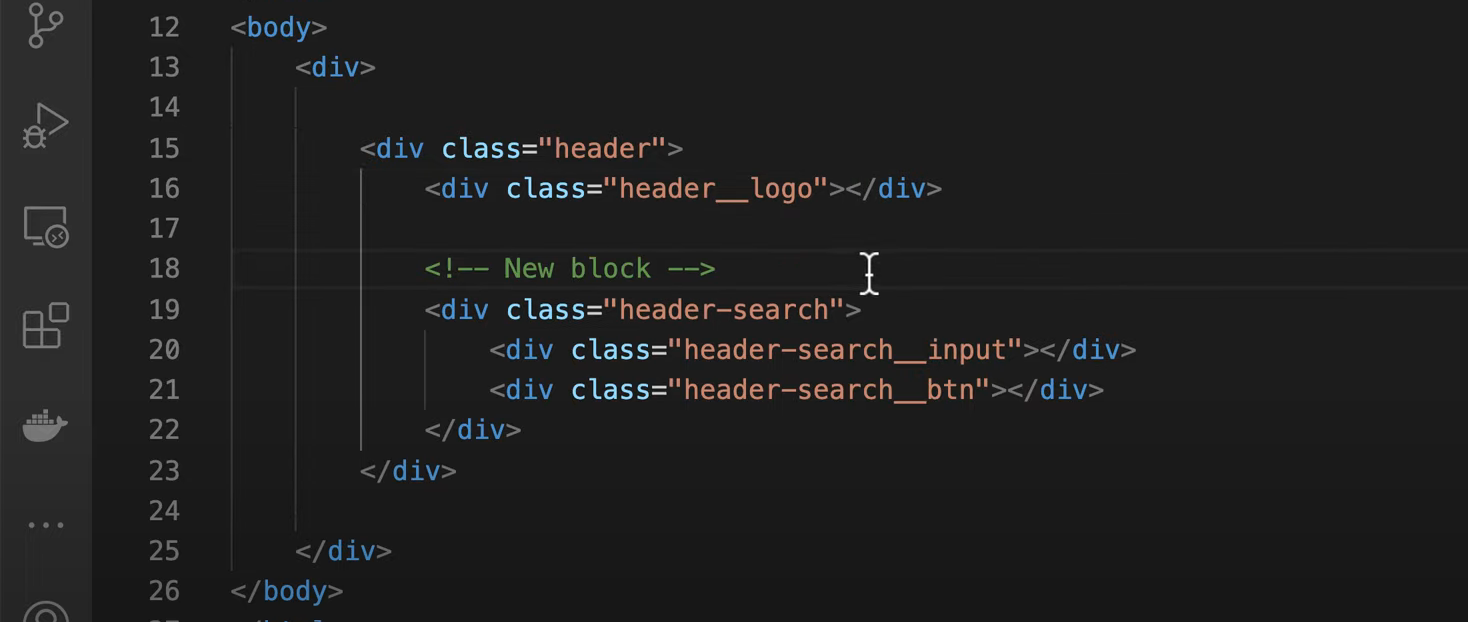 12 <body>
13 <div>
14
15 <div class="header">
16 <div class="header__logo"></div>
17
18 <!-- New block -->
19 <div class="header-search">
20 <div class="header-search__input"></div>
21 <div class="header-search__btn"></div>
22 </div>
23 </div>
24
25 </div>
26 </body>